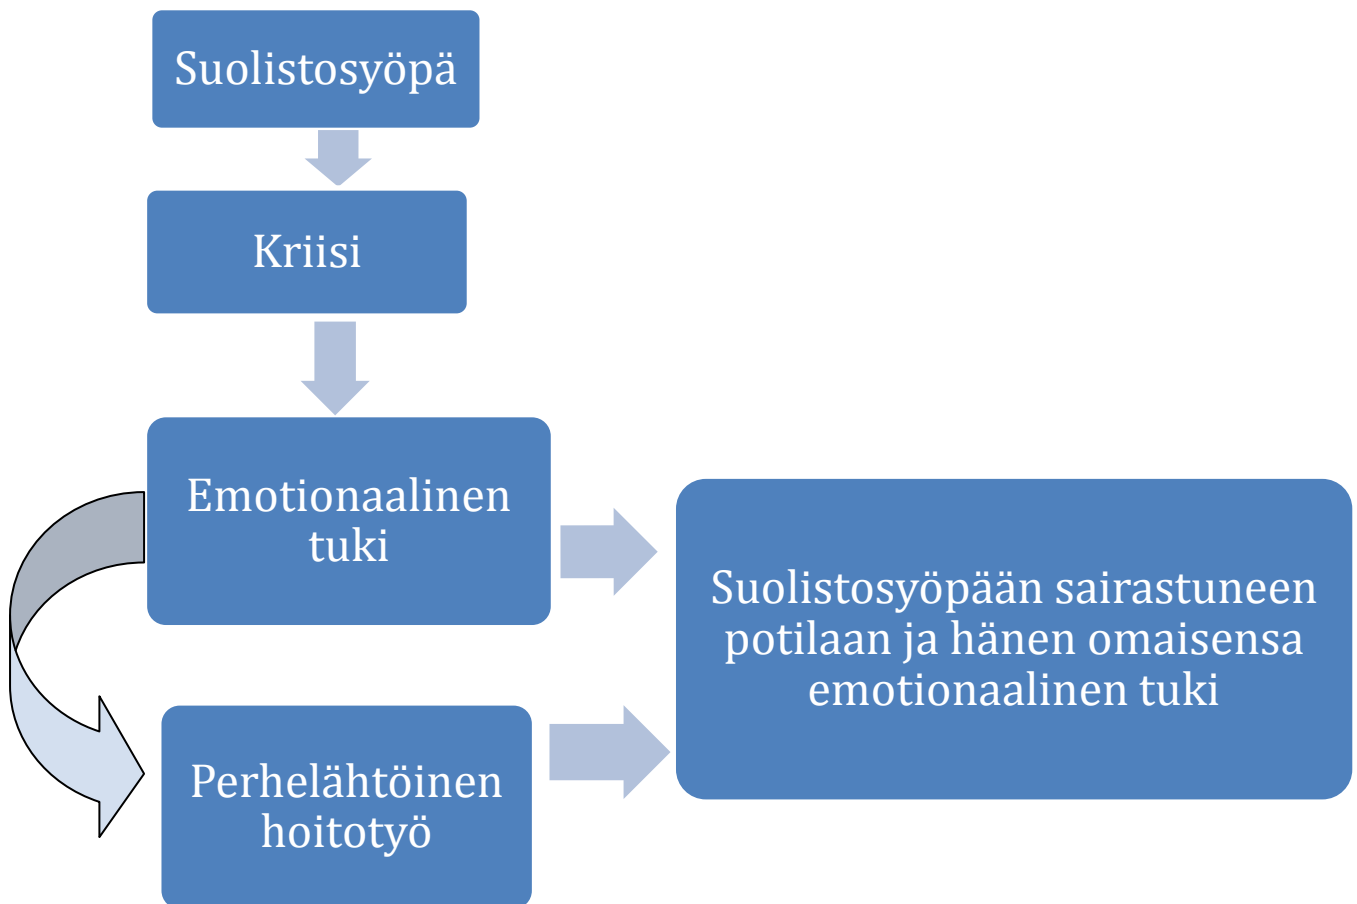 Suolistosyöpä
Kriisi
Emotionaalinen
tuki
Suolistosyöpään sairastuneen
potilaan ja hänen omaisensa
emotionaalinen tuki
Perhelähtöinen
hoitotyö